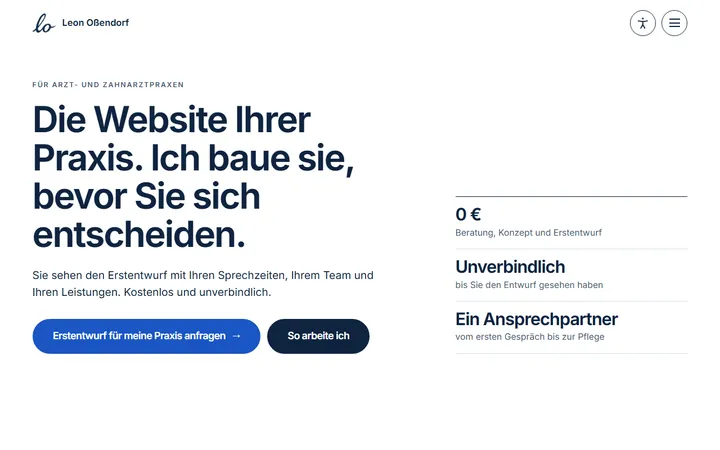 lo
Leon Oßendorf
FÜR ARZT- UND ZAHNARZTPRAXEN
Die Website Ihrer
Praxis. Ich baue sie,
bevor Sie sich
entscheiden.
Sie sehen den Erstentwurf mit Ihren Sprechzeiten, Ihrem Team und
Ihren Leistungen. Kostenlos und unverbindlich.
Erstentwurf für meine Praxis anfragen →
So arbeite ich
0 €
Beratung, Konzept und Erstentwurf
Unverbindlich
bis Sie den Entwurf gesehen haben
Ein Ansprechpartner
vom ersten Gespräch bis zur Pflege